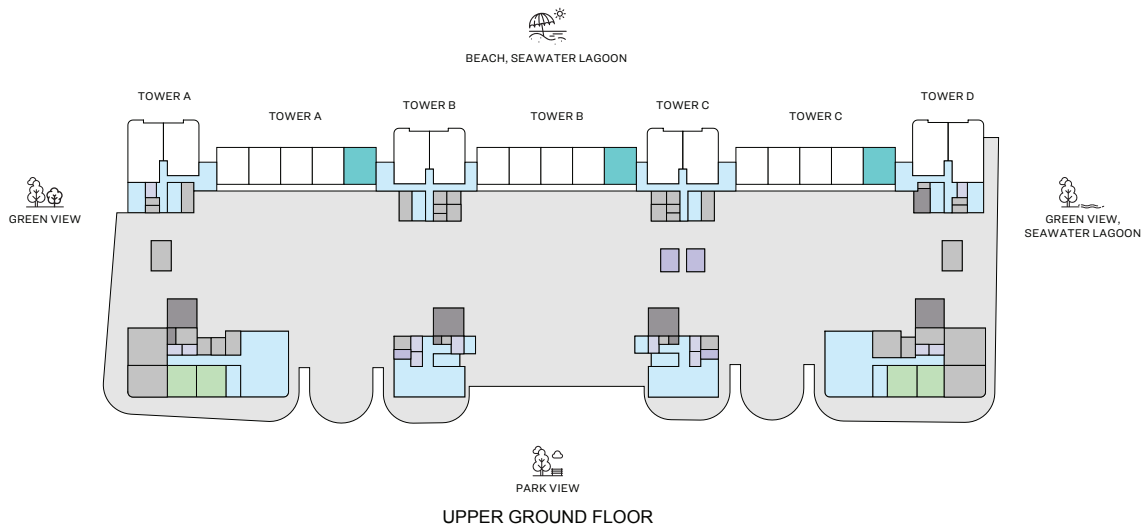 BEACH, SEAWATER LAGOON
TOWER A
TOWER A
TOWER B
TOWER B
TOWER C
TOWER C
TOWER D
GREEN VIEW
GREEN VIEW,
SEAWATER LAGOON
PARK VIEW
UPPER GROUND FLOOR